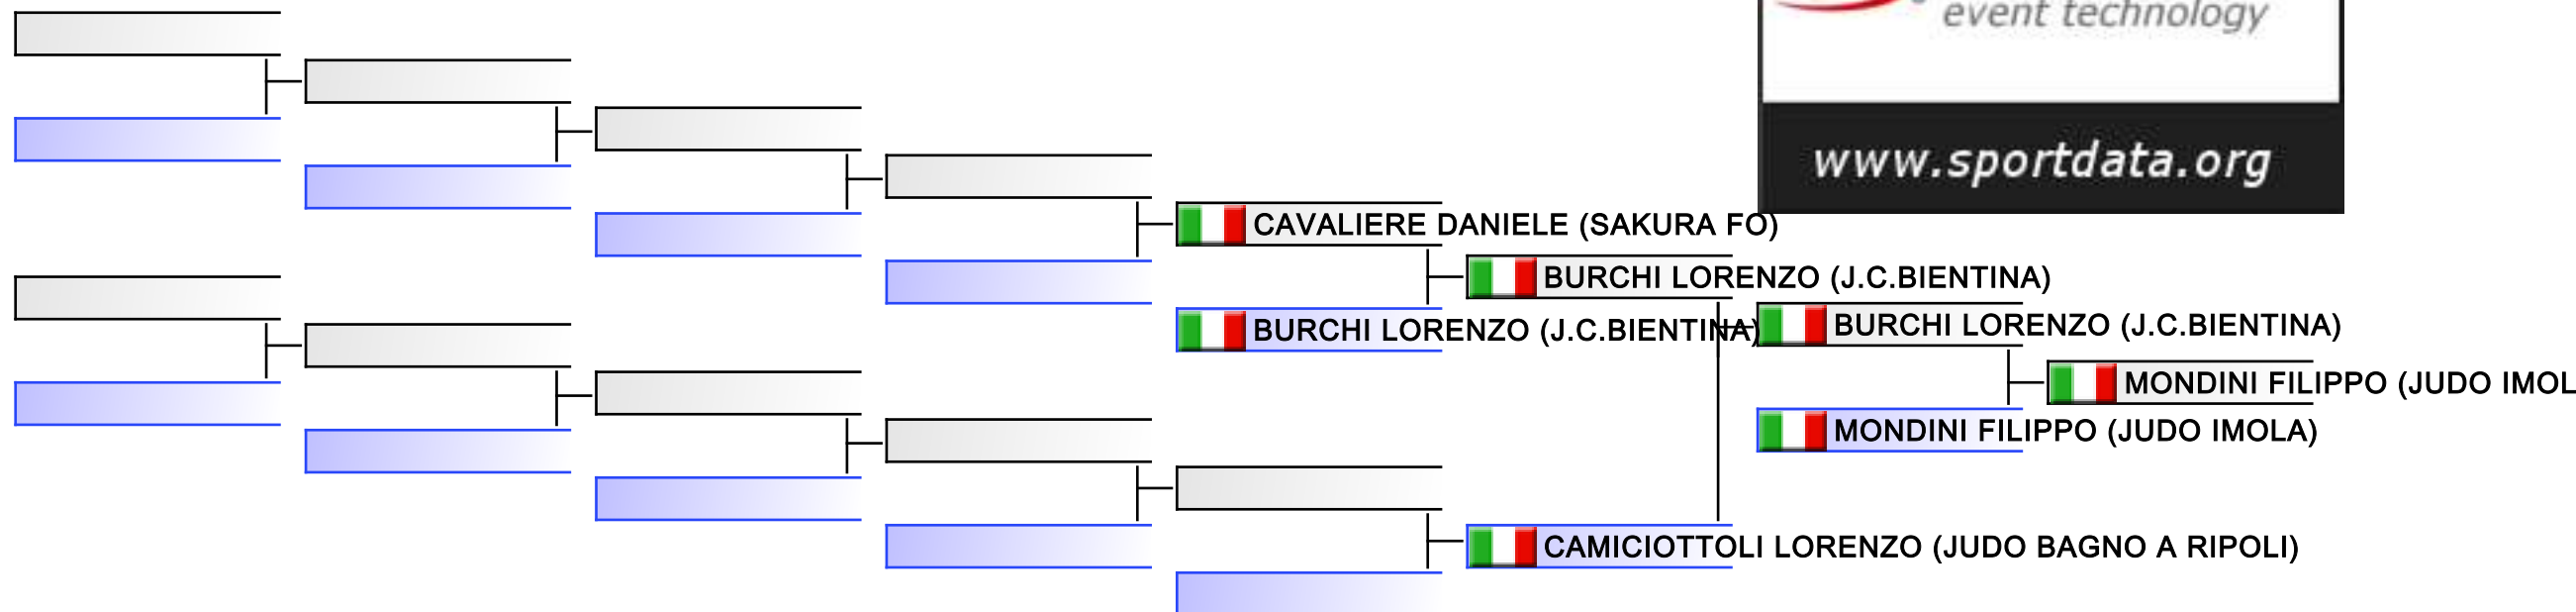 event technology
www.sportdata.org
CAVALIERE DANIELE (SAKURA FO)
BURCHI LORENZO (J.C.BIENTINA)
BURCHI LORENZO (J.C.BIENTINA)
BURCHI LORENZO (J.C.BIENTINA)
MONDINI FILIPPO (JUDO IMOL
MONDINI FILIPPO (JUDO IMOLA)
CAMICIOTTOLI LORENZO (JUDO BAGNO A RIPOLI)